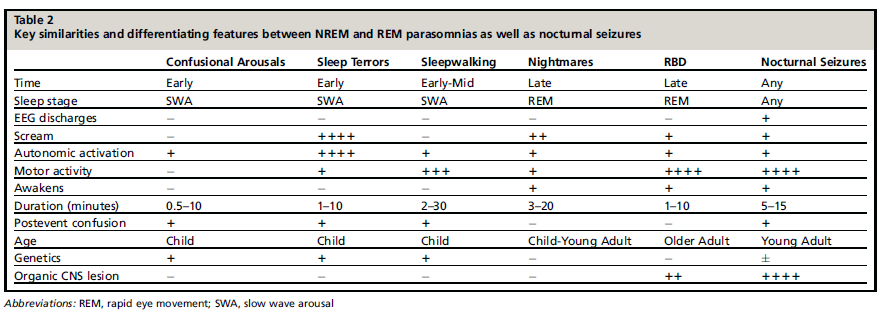 Table 2
Key similarities and differentiating features between NREM and REM parasomnias as well as nocturnal seizures
Confusional Arousals Sleep Terrors Sleepwalking Nightmares RBD Nocturnal Seizures
Time Early Early Early-Mid Late Late Any
Sleep stage SWA SWA SWA REM REM Any
EEG discharges – – – – – +
Scream – ++++ – ++ + +
Autonomic activation + ++++ + + + +
Motor activity – + +++ + ++++ ++++
Awakens – – – + + +
Duration (minutes) 0.5–10 1–10 2–30 3–20 1–10 5–15
Postevent confusion + + + – – +
Age Child Child Child Child-Young Adult Older Adult Young Adult
Genetics + + + – – ±
Organic CNS lesion – – – – ++ ++++
Abbreviations: REM, rapid eye movement; SWA, slow wave arousal